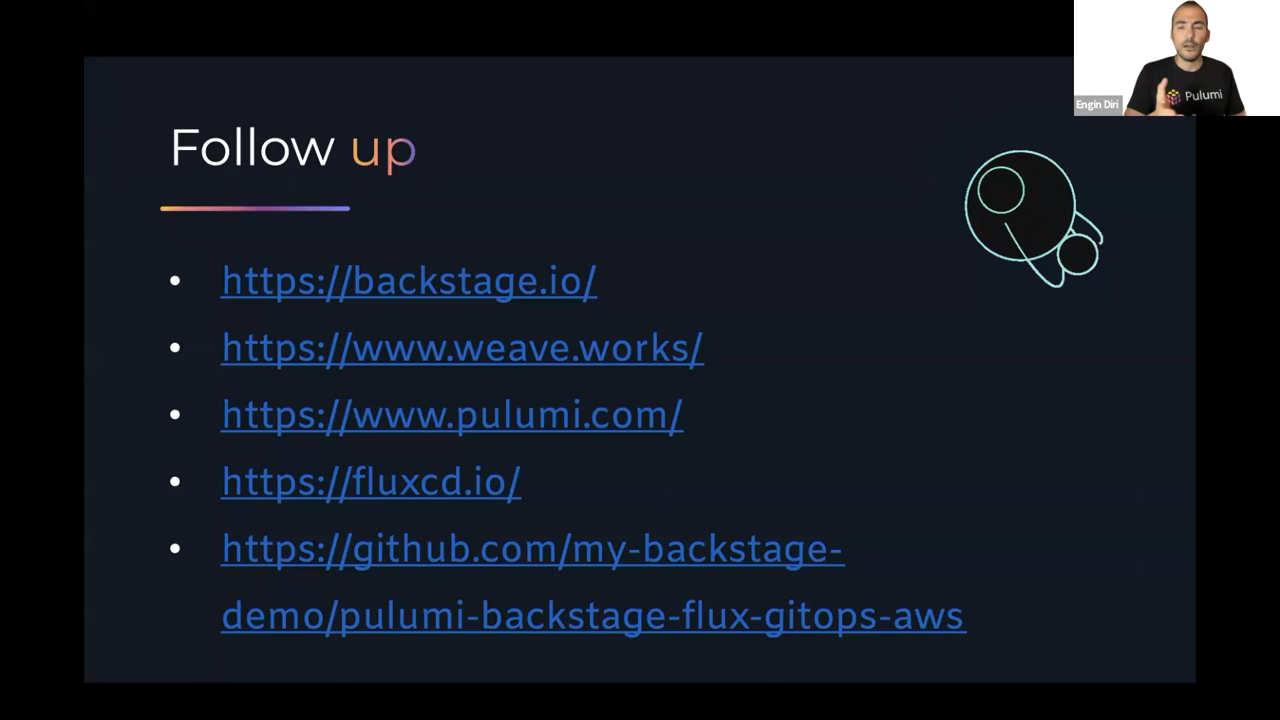 Follow up
• https://backstage.io/
• https://www.weave.works/
• https://www.pulumi.com/
• https://fluxcd.io/
• https://github.com/my-backstage-
demo/pulumi-backstage-flux-gitops-aws
Engin Diri
Pulumi